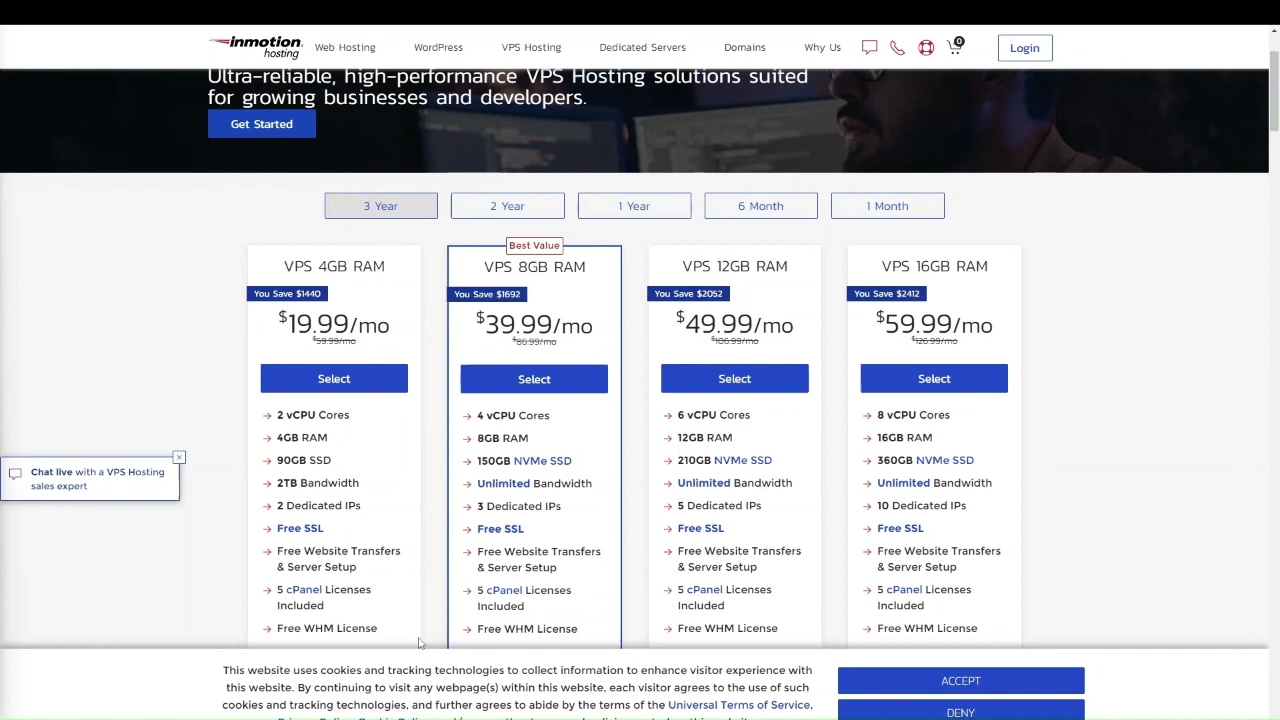 inmotion hosting
Web Hosting
WordPress
VPS Hosting
Dedicated Servers
Domains
Why Us
0
Login
Ultra-reliable, high-performance VPS Hosting solutions suited
for growing businesses and developers.
Get Started
3 Year
2 Year
1 Year
6 Month
1 Month
VPS 4GB RAM
You Save $1440
$19.99/mo
$59.99/mo
Select
2 vCPU Cores
4GB RAM
90GB SSD
2TB Bandwidth
2 Dedicated IPs
Free SSL
Free Website Transfers
& Server Setup
5 cPanel Licenses
Included
Free WHM License
Best Value
VPS 8GB RAM
You Save $1692
$39.99/mo
$86.99/mo
Select
4 vCPU Cores
8GB RAM
150GB NVMe SSD
Unlimited Bandwidth
3 Dedicated IPs
Free SSL
Free Website Transfers
& Server Setup
5 cPanel Licenses
Included
Free WHM License
VPS 12GB RAM
You Save $2052
$49.99/mo
$106.99/mo
Select
6 vCPU Cores
12GB RAM
210GB NVMe SSD
Unlimited Bandwidth
5 Dedicated IPs
Free SSL
Free Website Transfers
& Server Setup
5 cPanel Licenses
Included
Free WHM License
VPS 16GB RAM
You Save $2412
$59.99/mo
$126.99/mo
Select
8 vCPU Cores
16GB RAM
360GB NVMe SSD
Unlimited Bandwidth
10 Dedicated IPs
Free SSL
Free Website Transfers
& Server Setup
5 cPanel Licenses
Included
Free WHM License
Chat live with a VPS Hosting
sales expert
This website uses cookies and tracking technologies to collect information to enhance visitor experience with
this website. By continuing to visit any webpage(s) within this website, each visitor agrees to the use of such
cookies and tracking technologies, and further agrees to abide by the terms of the Universal Terms of Service,
ACCEPT
DENY